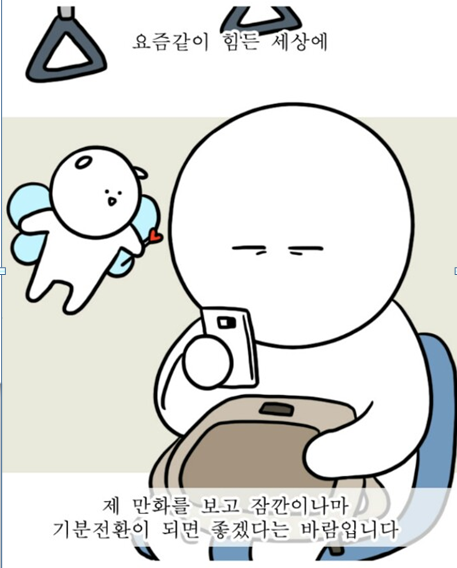 요즘같이 힘든 세상에
제 만화를 보고 잠깐이나마
기분전환이 되면 좋겠다는 바람입니다